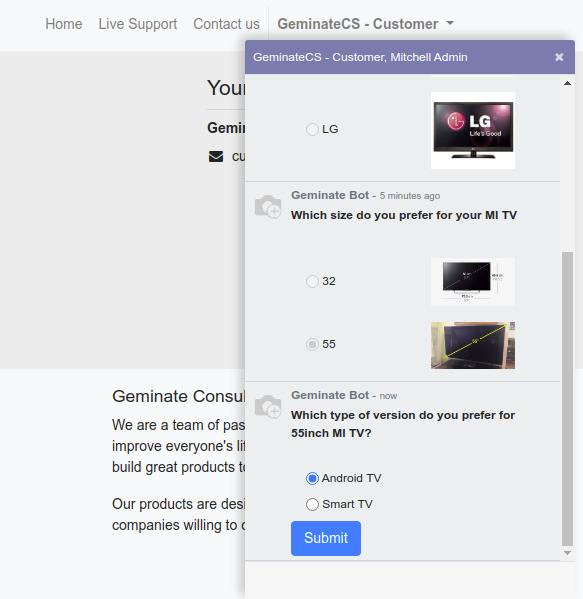 Home Live Support Contact us GeminateCS - Customer
GeminateCS - Customer, Mitchell Admin ×
Your
Gemin
cu
LG
LG
Life's Good
Geminate Bot - 5 minutes ago
Which size do you prefer for your MI TV
32
55
Geminate Bot - now
Which type of version do you prefer for
55inch MI TV?
Android TV
Smart TV
Submit
Geminate Consul
We are a team of pas
improve everyone's lif
build great products to
Our products are desi
companies willing to o